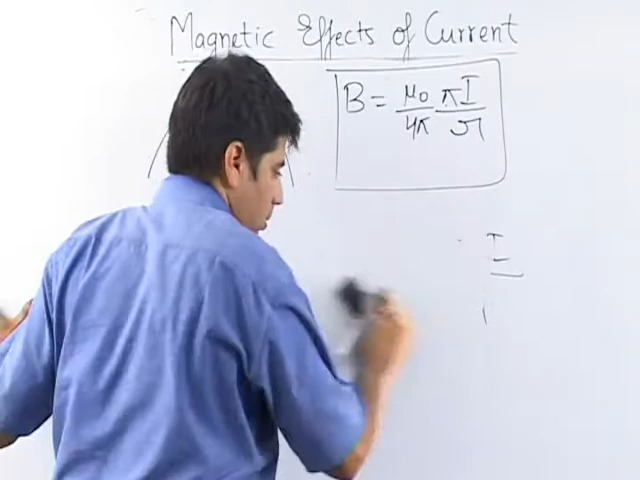 Magnetic Effects of Current
B = μ₀/4π πI/r
I